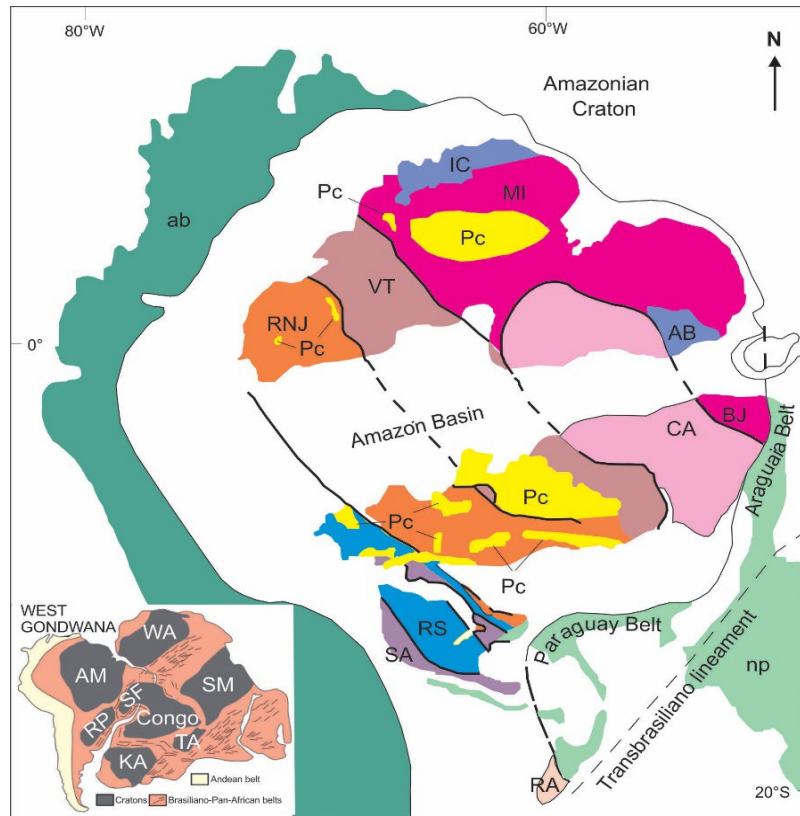 80°W
60°W
N
Amazonian
Craton
IC
MI
Pc
Pc
ab
VT
RNJ
Pc
AB
0°
Amazon Basin
CA
BJ
Araguaia Belt
Pc
Pc
Pc
RS
SA
Paraguay Belt
np
Transbrasiliano lineament
RA
20°S
WEST
GONDWANA
WA
AM
SF
SM
RP
Congo
TA
KA
Andean belt
Cratons
Brasiliano-Pan-African belts